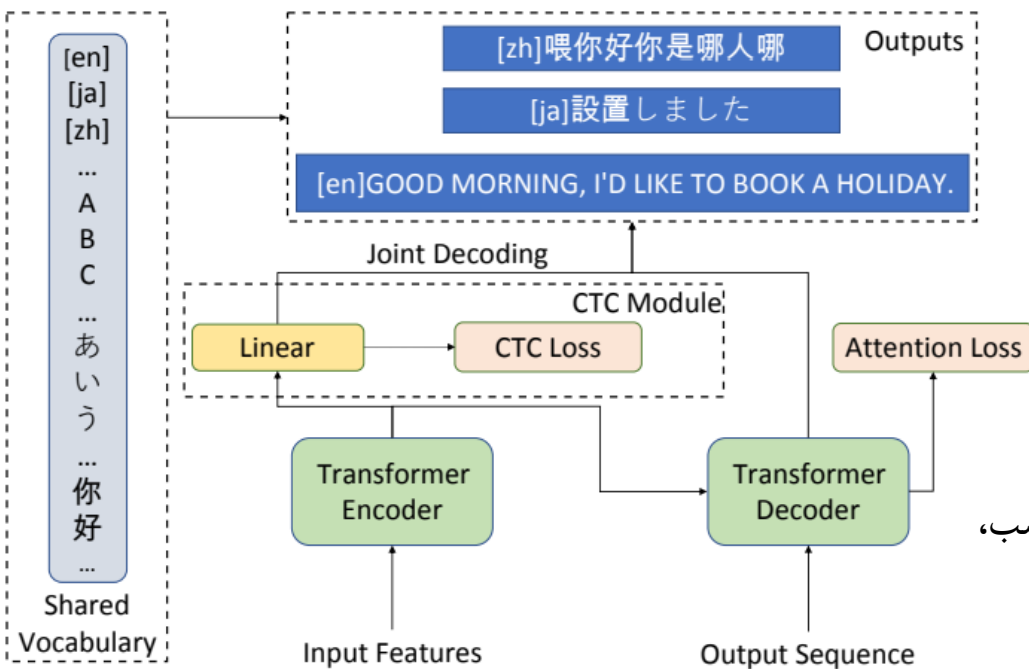 [en]
[ja]
[zh]
...
A
B
C
...
あ
い
う
...
你
好
...
Shared
Vocabulary
Outputs
[zh]喂你好你是哪人哪
[ja]設置しました
[en]GOOD MORNING, I'D LIKE TO BOOK A HOLIDAY.
Joint Decoding
CTC Module
Linear
CTC Loss
Attention Loss
Transformer
Encoder
Transformer
Decoder
Input Features
Output Sequence